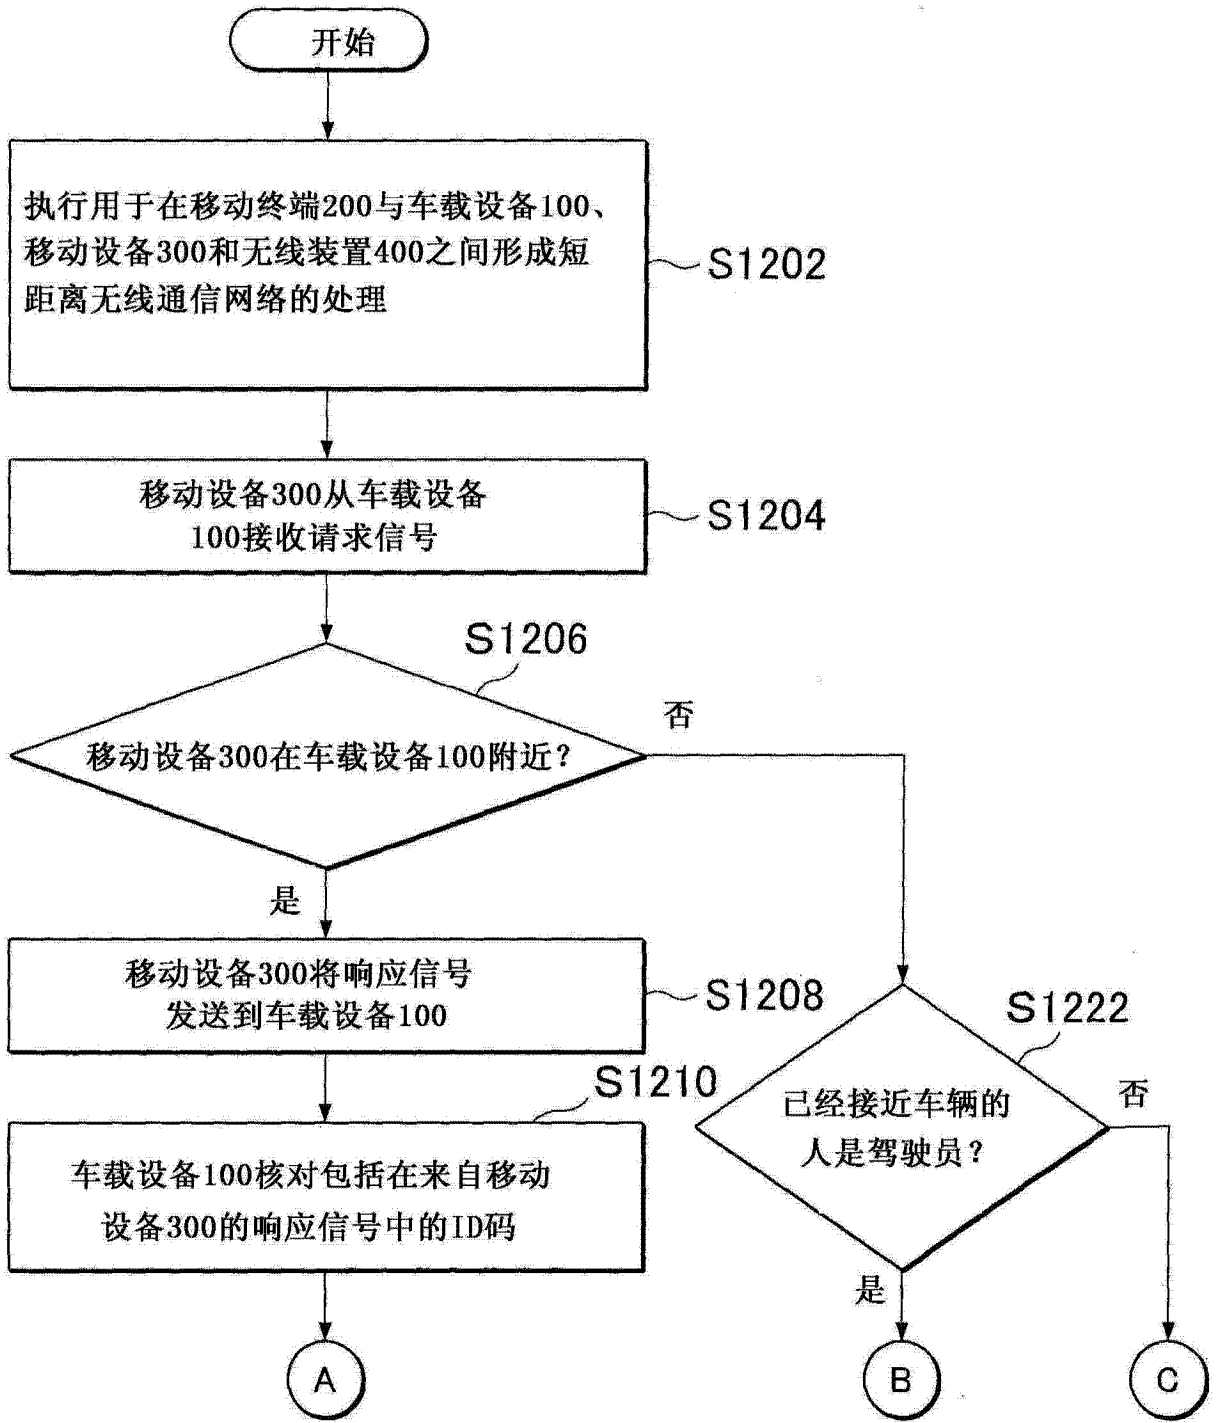 开始
执行用于在移动终端200与车载设备100、
移动设备300和无线装置400之间形成短
距离无线通信网络的处理
S1202
移动设备300从车载设备
100接收请求信号
S1204
S1206
移动设备300在车载设备100附近？
否
是
移动设备300将响应信号
发送到车载设备100
S1208
S1210
车载设备100核对包括在来自移动
设备300的响应信号中的ID码
A
S1222
已经接近车辆的
人是驾驶员？
否
是
B
C